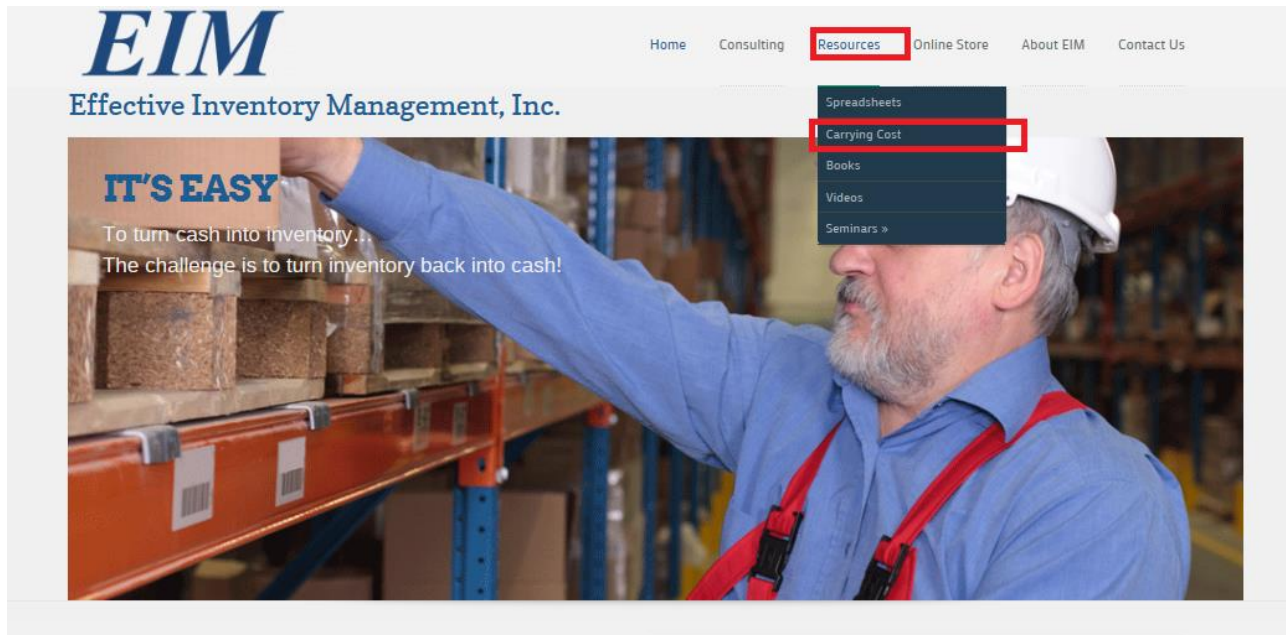 EIM
Home Consulting Resources Online Store About EIM Contact Us
Effective Inventory Management, Inc.
Spreadsheets
Carrying Cost
Books
Videos
Seminars »
IT'S EASY
To turn cash into inventory...
The challenge is to turn inventory back into cash!